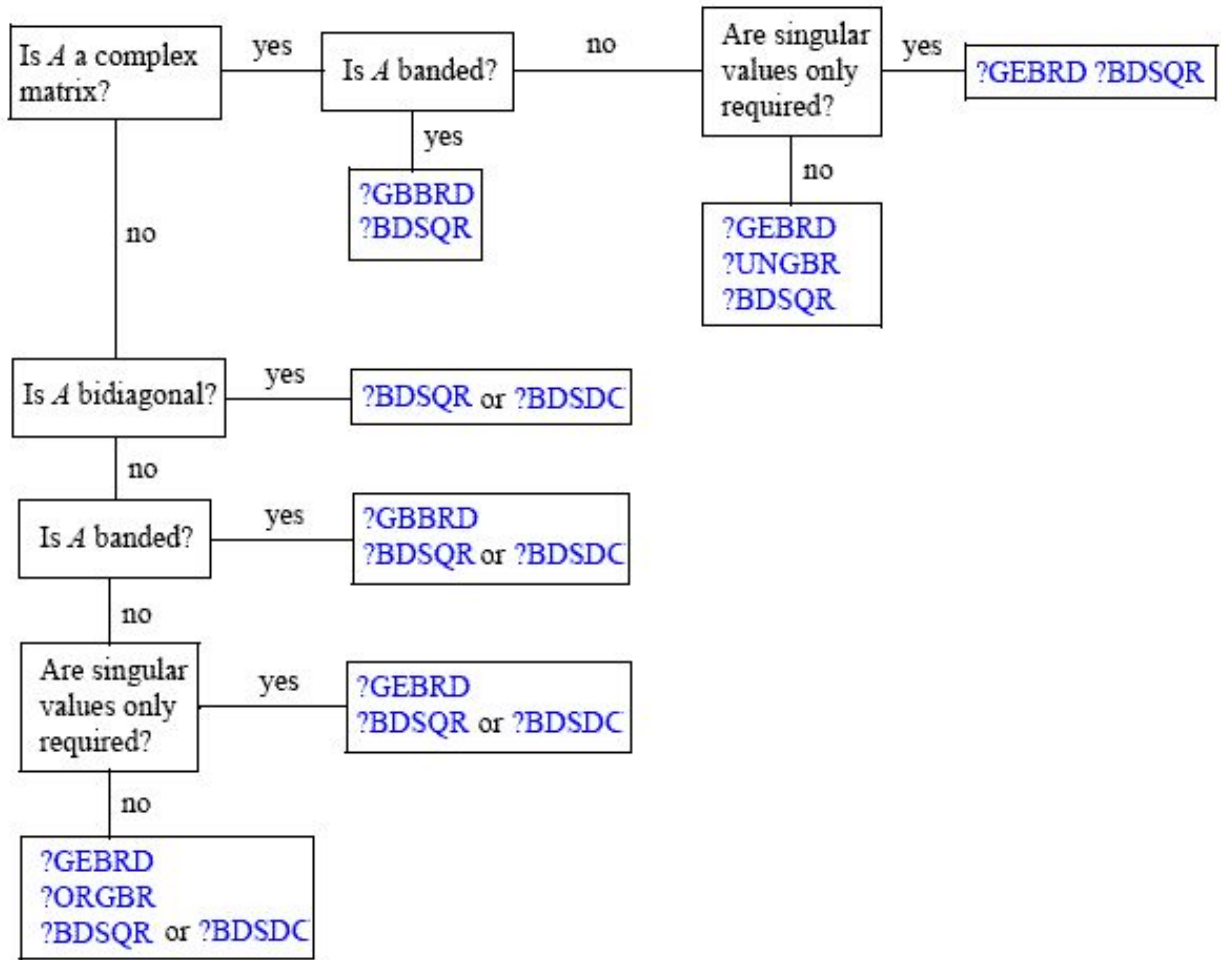 Is A a complex
matrix?
yes
Is A banded?
no
Are singular
values only
required?
yes
?GEBRD ?BDSQR
yes
?GBBRD
?BDSQR
no
?GEBRD
?UNGBR
?BDSQR
no
Is A bidiagonal?
yes
?BDSQR or ?BDSDC
no
Is A banded?
yes
?GBBRD
?BDSQR or ?BDSDC
no
Are singular
values only
required?
yes
?GEBRD
?BDSQR or ?BDSDC
no
?GEBRD
?ORGBR
?BDSQR or ?BDSDC